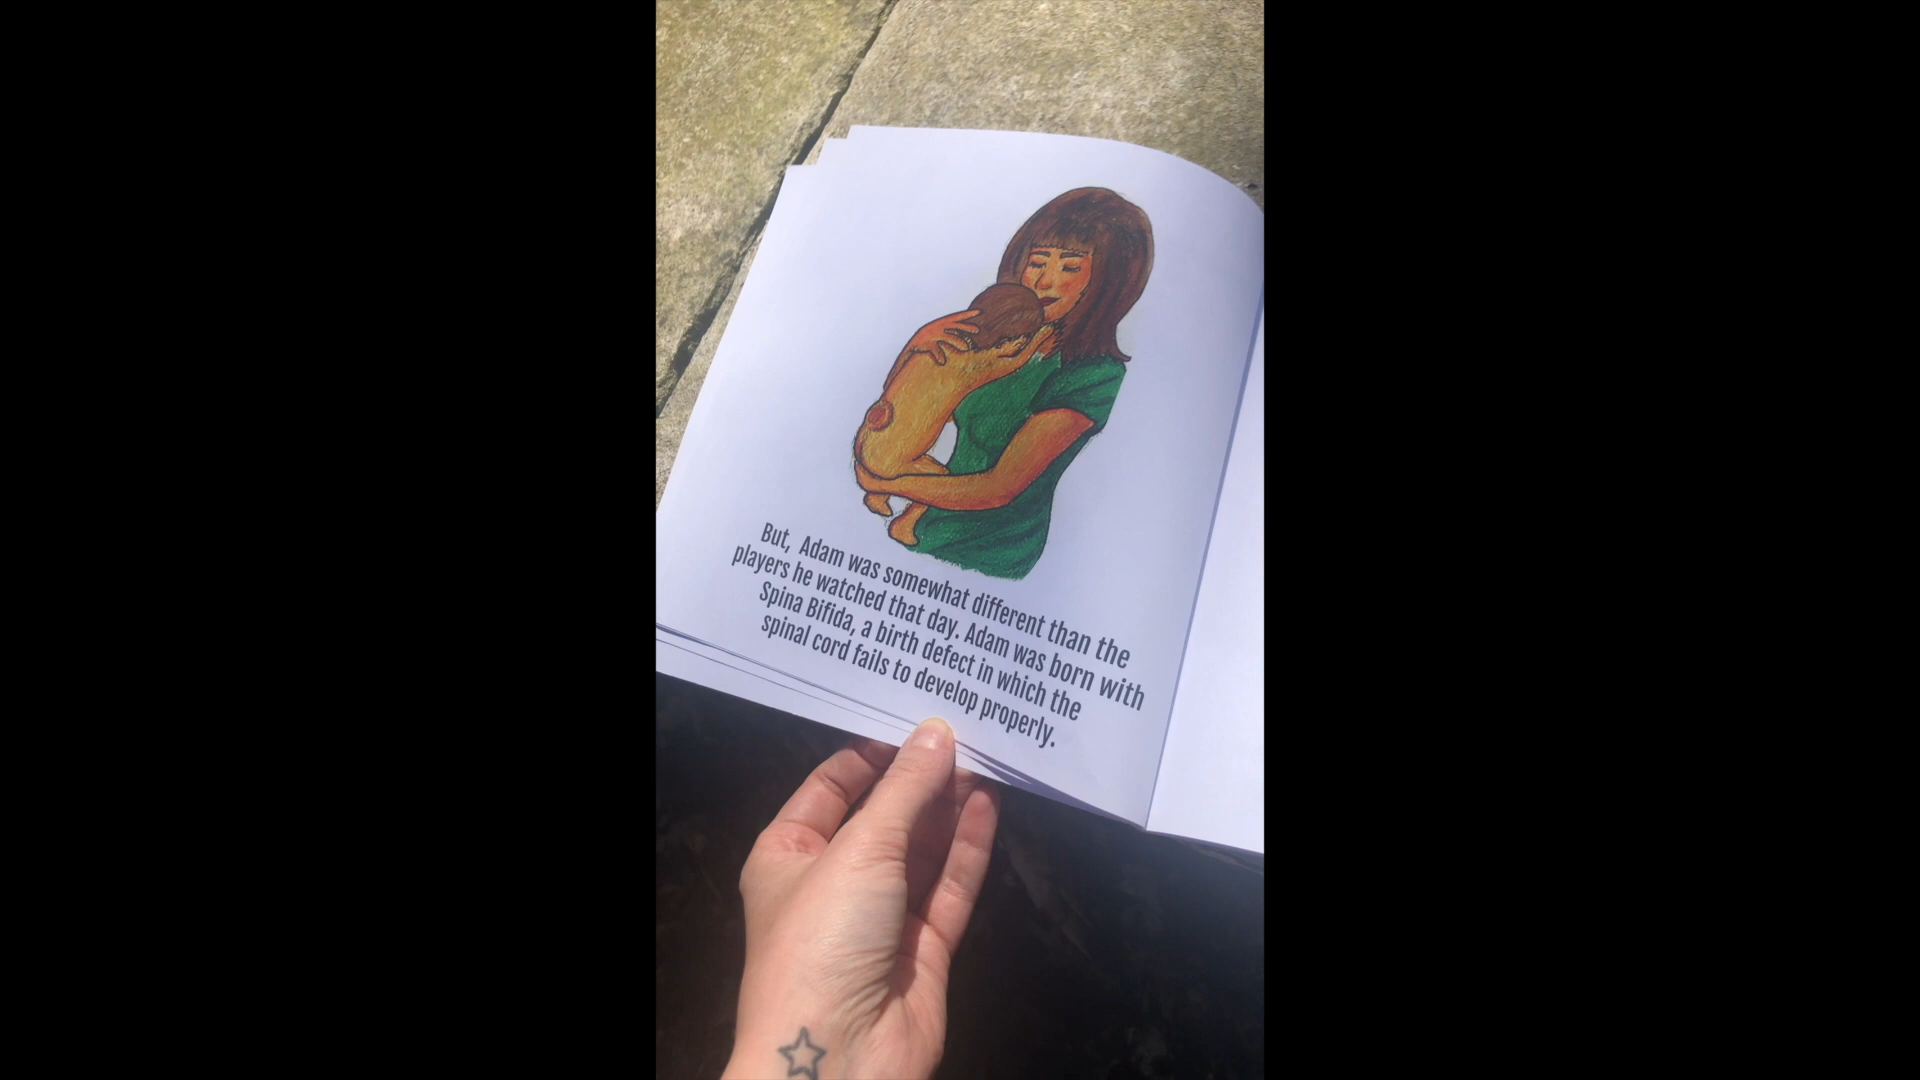 But, Adam was somewhat different than the
players he watched that day. Adam was born with
Spina Bifida, a birth defect in which the
spinal cord fails to develop properly.